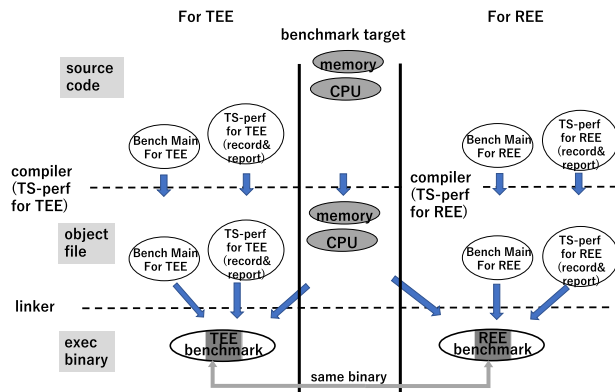 For TEE
For REE
benchmark target
source
code
memory
CPU
Bench Main
For TEE
TS-perf
for TEE
(record&
report)
Bench Main
For REE
TS-perf
for REE
(record&
report)
compiler
(TS-perf
for TEE)
compiler
(TS-perf
for REE)
object
file
memory
CPU
Bench Main
For TEE
TS-perf
for TEE
(record&
report)
Bench Main
For REE
TS-perf
for REE
(record&
report)
linker
exec
binary
TEE
benchmark
REE
benchmark
same binary